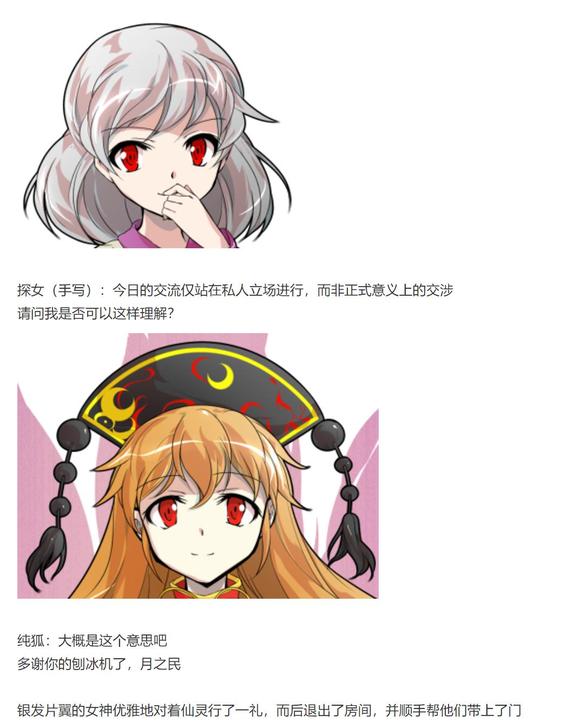 探女（手写）：今日的交流仅站在私人立场进行，而非正式意义上的交涉
请问我是否可以这样理解？
纯狐：大概是这个意思吧
多谢你的刨冰机了，月之民
银发片翼的女神优雅地对着仙灵行了一礼，而后退出了房间，并顺手帮他们带上了门